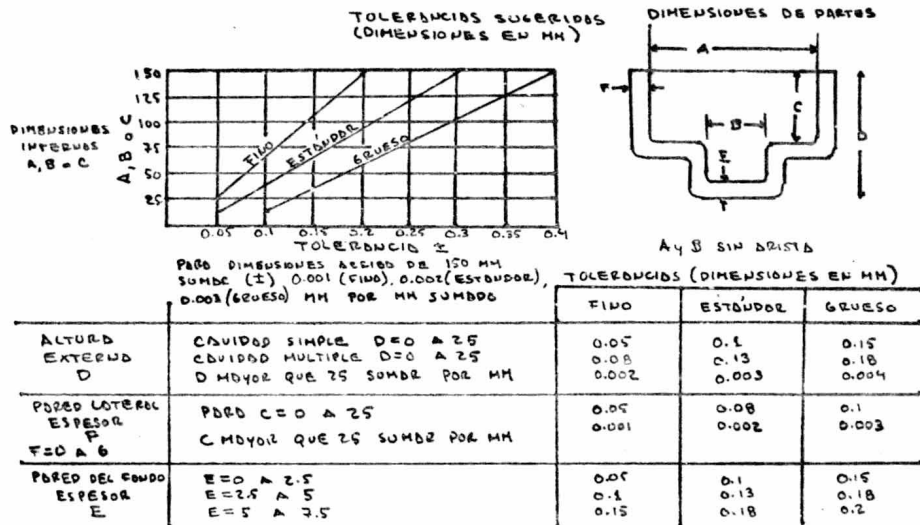 TOLERANCIAS SUGERIDAS
(DIMENSIONES EN MM)
DIMENSIONES DE PARTES
DIMENSIONES
INTERNAS
A, B o C
A, B o C
150
125
100
75
50
25
FINO
ESTÁNDAR
GRUESO
0.05 0.1 0.15 0.2 0.25 0.3 0.35 0.4
TOLERANCIA ±
A
F
C
B
D
E
A y B SIN ARISTA
PARA DIMENSIONES ARRIBA DE 150 MM
SUMAR (±) 0.001 (FINO), 0.002 (ESTANDAR),
0.003 (GRUESO) MM POR MM SUMADO
TOLERANCIAS (DIMENSIONES EN MM)
FINO ESTÁNDAR GRUESO
ALTURA
EXTERNA
D
CAVIDAD SIMPLE D=0 A 25 0.05 0.1 0.15
CAVIDAD MULTIPLE D=0 A 25 0.08 0.13 0.18
D MAYOR QUE 25 SUMAR POR MM 0.002 0.003 0.004
PARED LATERAL
ESPESOR
F
F=0 A 6
PARA C=0 A 25 0.05 0.08 0.1
C MAYOR QUE 25 SUMAR POR MM 0.001 0.002 0.003
PARED DEL FONDO
ESPESOR
E
E=0 A 2.5 0.05 0.1 0.15
E=2.5 A 5 0.1 0.13 0.18
E=5 A 7.5 0.15 0.18 0.2